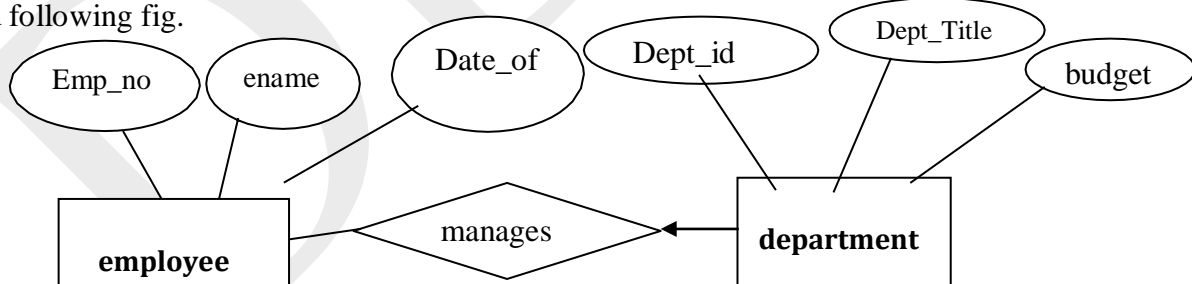 following fig.
Emp_no
ename
Date_of
Dept_id
Dept_Title
budget
employee
manages
department